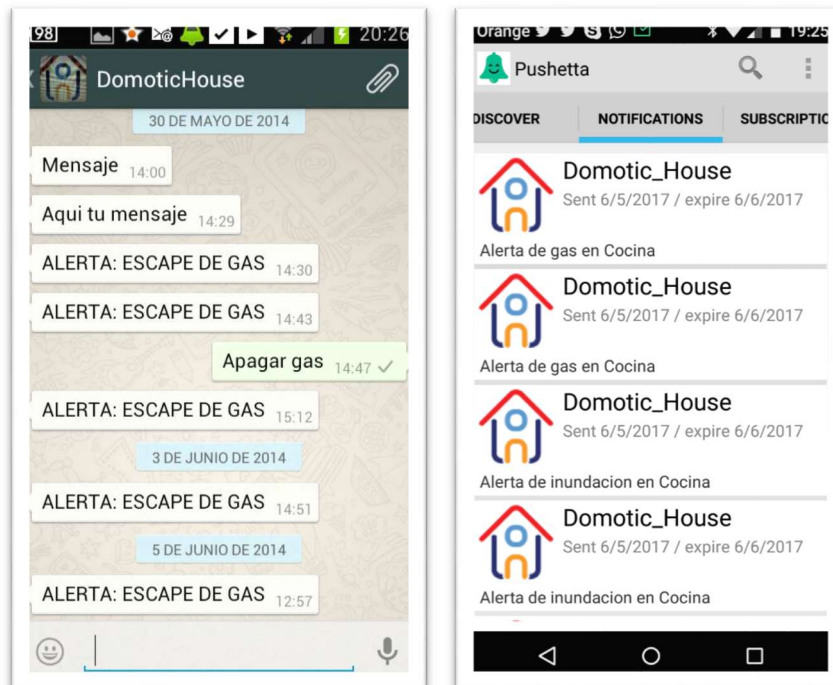 98
20:26
DomoticHouse
30 DE MAYO DE 2014
Mensaje 14:00
Aqui tu mensaje 14:29
ALERTA: ESCAPE DE GAS 14:30
ALERTA: ESCAPE DE GAS 14:43
Apagar gas 14:47
ALERTA: ESCAPE DE GAS 15:12
3 DE JUNIO DE 2014
ALERTA: ESCAPE DE GAS 14:51
5 DE JUNIO DE 2014
ALERTA: ESCAPE DE GAS 12:57
Orange 19:25
Pushetta
DISCOVER NOTIFICATIONS SUBSCRIPTIO
Domotic_House
Sent 6/5/2017 / expire 6/6/2017
Alerta de gas en Cocina
Domotic_House
Sent 6/5/2017 / expire 6/6/2017
Alerta de gas en Cocina
Domotic_House
Sent 6/5/2017 / expire 6/6/2017
Alerta de inundacion en Cocina
Domotic_House
Sent 6/5/2017 / expire 6/6/2017
Alerta de inundacion en Cocina